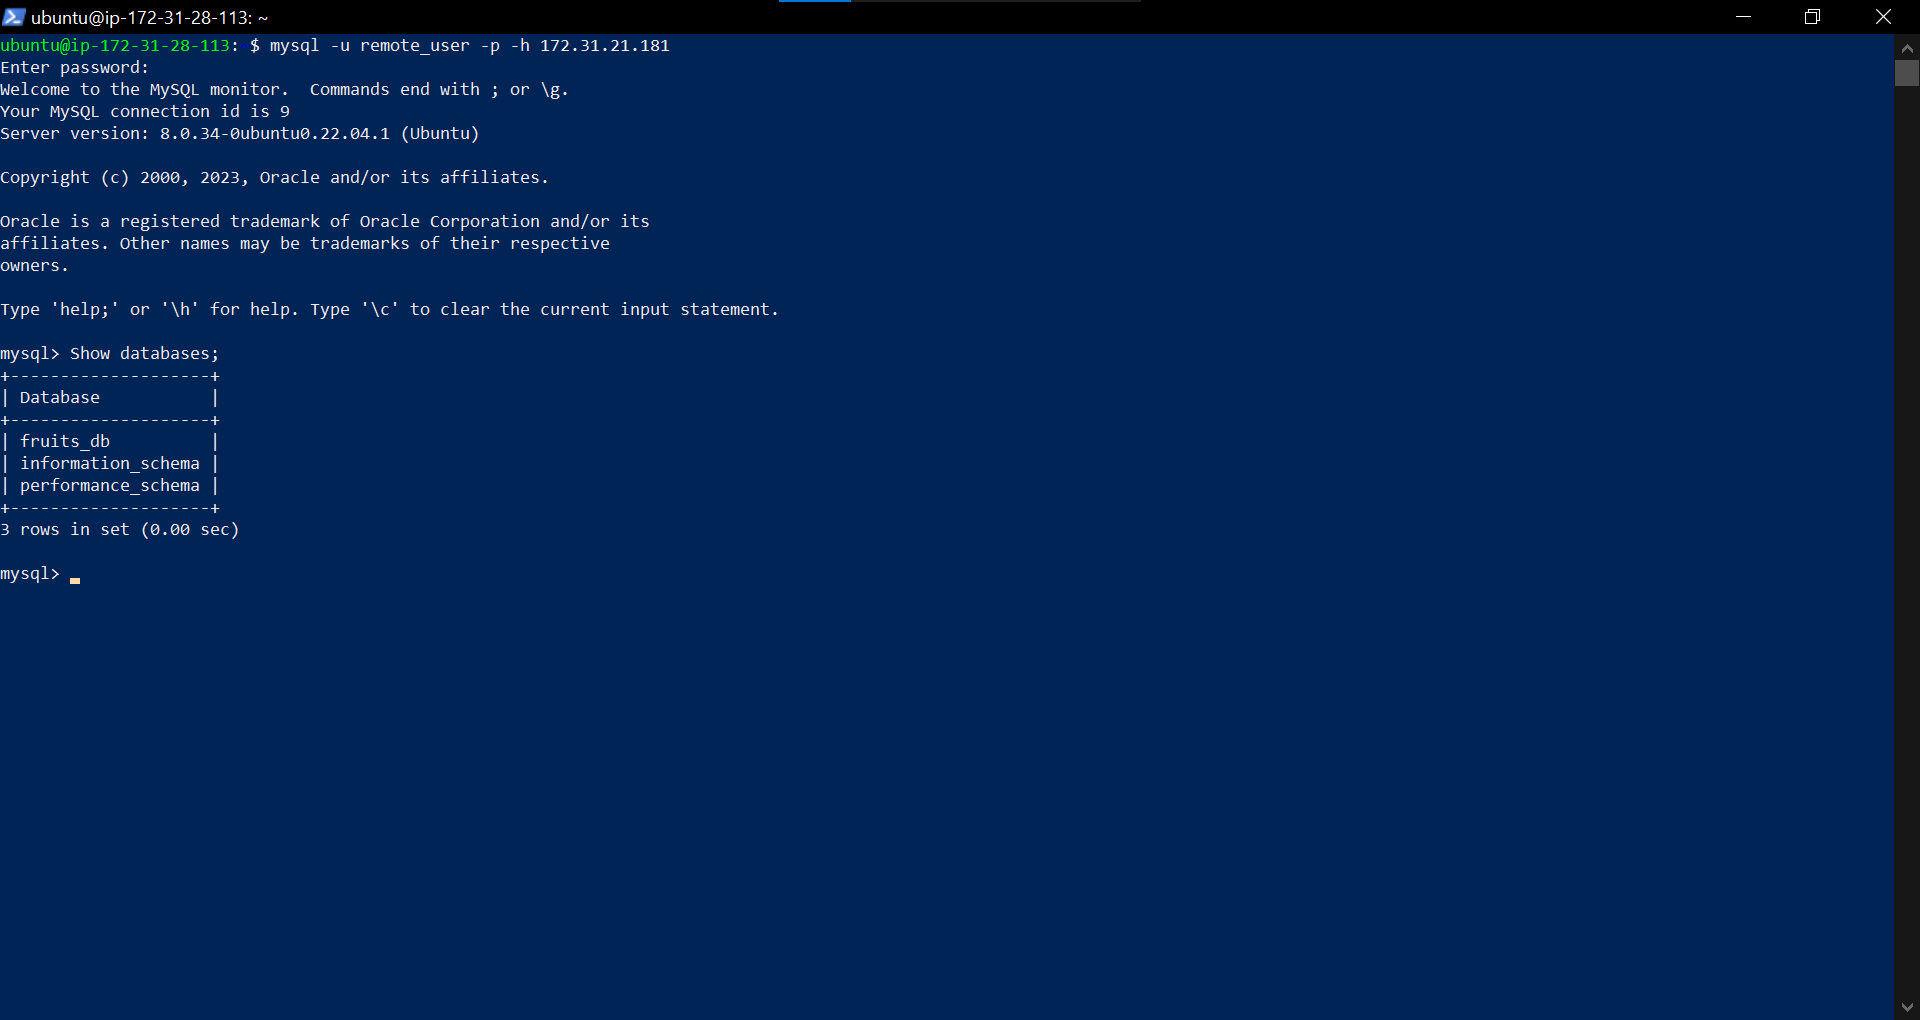 ubuntu@ip-172-31-28-113: ~
ubuntu@ip-172-31-28-113: $ mysql -u remote_user -p -h 172.31.21.181
Enter password:
Welcome to the MySQL monitor.  Commands end with ; or \g.
Your MySQL connection id is 9
Server version: 8.0.34-0ubuntu0.22.04.1 (Ubuntu)
Copyright (c) 2000, 2023, Oracle and/or its affiliates.
Oracle is a registered trademark of Oracle Corporation and/or its
affiliates. Other names may be trademarks of their respective
owners.
Type 'help;' or '\h' for help. Type '\c' to clear the current input statement.
mysql> Show databases;
+--------------------+
| Database           |
+--------------------+
| fruits_db          |
| information_schema |
| performance_schema |
+--------------------+
3 rows in set (0.00 sec)
mysql>